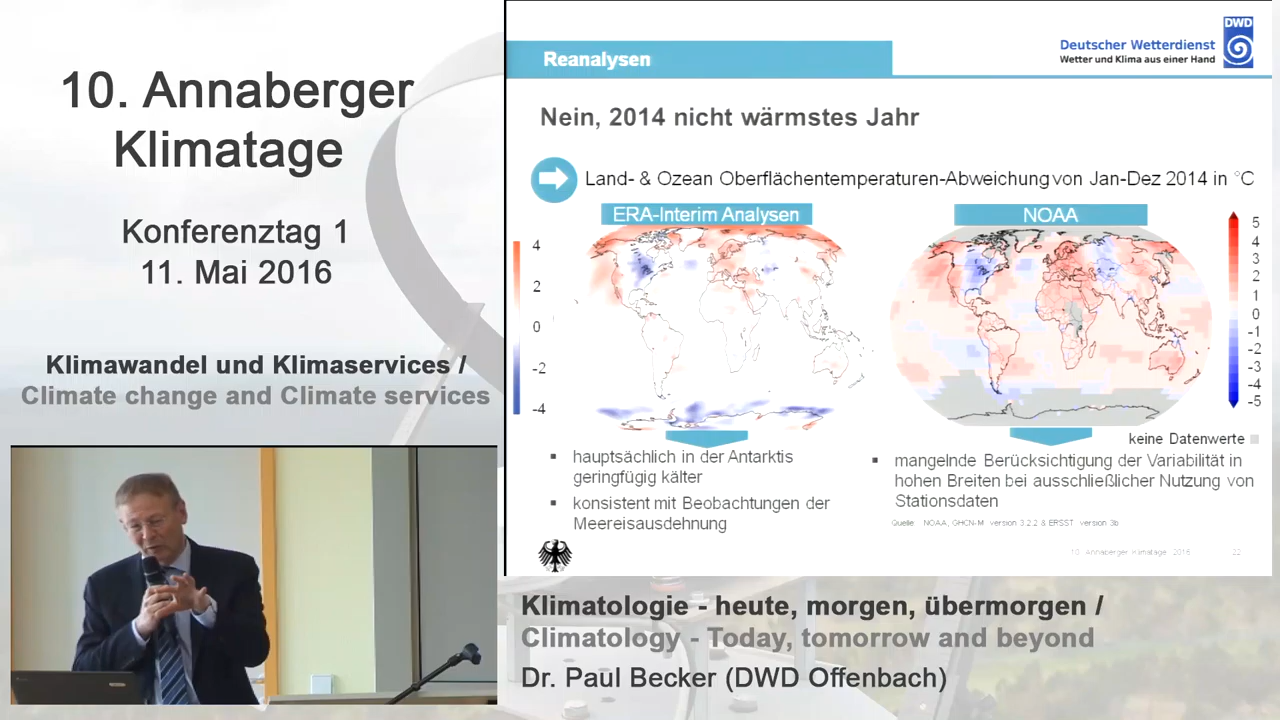 10. Annaberger
Klimatage
Konferenztag 1
11. Mai 2016
Klimawandel und Klimaservices /
Climate change and Climate services
Reanalysen
DWD
Deutscher Wetterdienst
Wetter und Klima aus einer Hand
Nein, 2014 nicht wärmstes Jahr
Land- & Ozean Oberflächentemperaturen-Abweichung von Jan-Dez 2014 in °C
ERA-Interim Analysen
4
2
0
-2
-4
NOAA
5
4
3
2
1
0
-1
-2
-3
-4
-5
keine Datenwerte
▪ hauptsächlich in der Antarktis
geringfügig kälter
▪ konsistent mit Beobachtungen der
Meereisausdehnung
▪ mangelnde Berücksichtigung der Variabilität in
hohen Breiten bei ausschließlicher Nutzung von
Stationsdaten
Quelle: NOAA, GHCN-M version 3.2.2 & ERSST version 3b
10. Annaberger Klimatage 2016
22
Klimatologie - heute, morgen, übermorgen /
Climatology - Today, tomorrow and beyond
Dr. Paul Becker (DWD Offenbach)